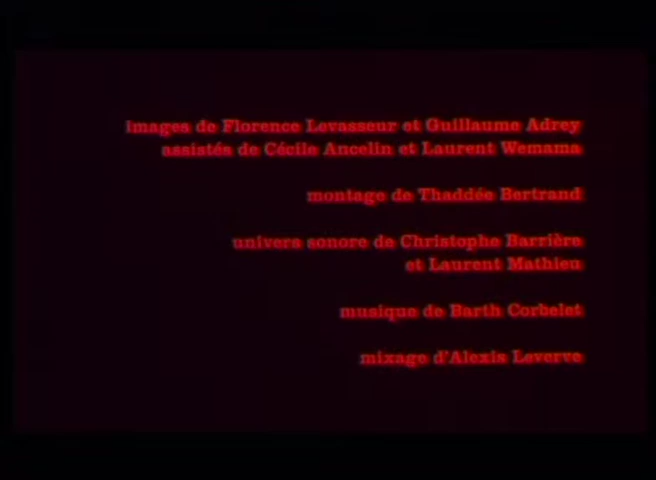 images de Florence Levasseur et Guillaume Adrey
assistés de Cécile Ancelin et Laurent Wemama
montage de Thaddée Bertrand
univers sonore de Christophe Barrière
et Laurent Mathieu
musique de Barth Corbelet
mixage d'Alexis Leverve